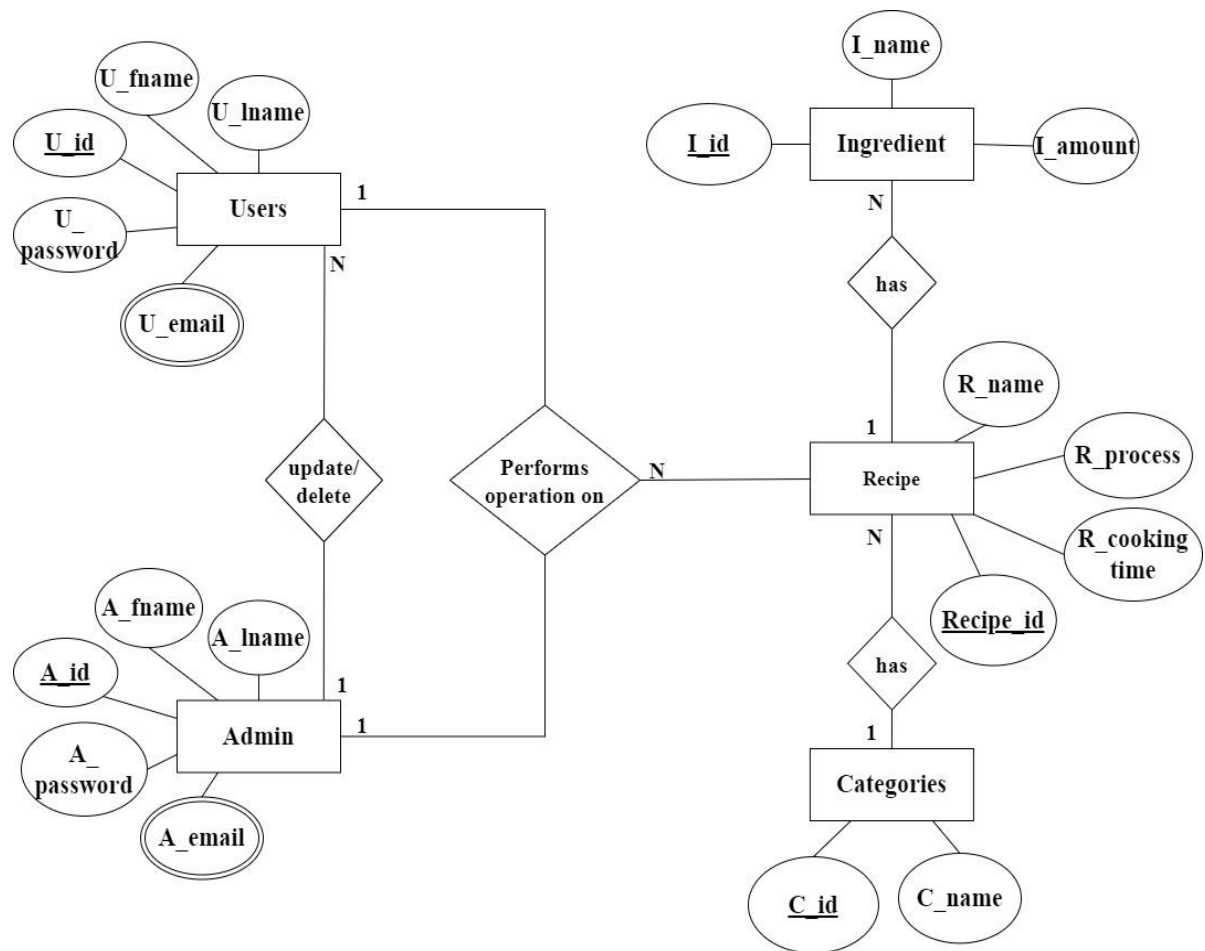 U_fname
U_lname
U_id
Users
U_
password
U_email
1
N
update/
delete
Performs
operation on
N
A_fname
A_lname
A_id
Admin
A_
password
A_email
1
1
I_name
I_id
Ingredient
I_amount
N
has
1
R_name
Recipe
R_process
R_cooking
time
Recipe_id
N
has
1
Categories
C_id
C_name